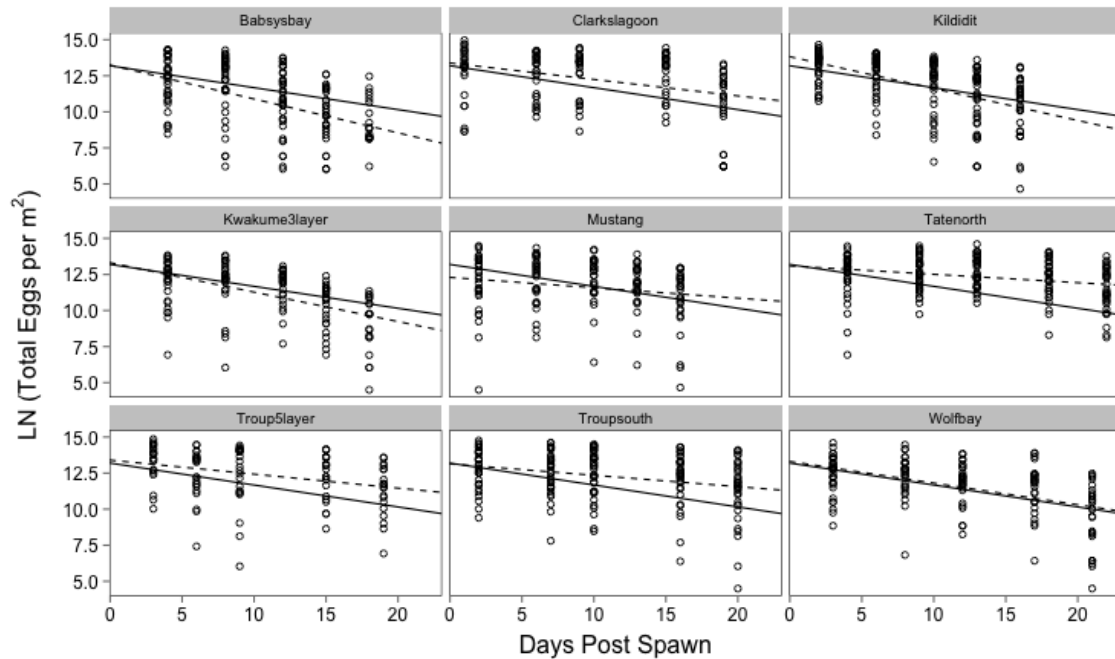 Babsysbay Clarkslagoon Kildidit
15.0
12.5
10.0
7.5
5.0
Kwakume3layer Mustang Tatenorth
15.0
12.5
10.0
7.5
5.0
Troup5layer Troupsouth Wolfbay
15.0
12.5
10.0
7.5
5.0
0 5 10 15 20 0 5 10 15 20 0 5 10 15 20
Days Post Spawn
LN (Total Eggs per m²)